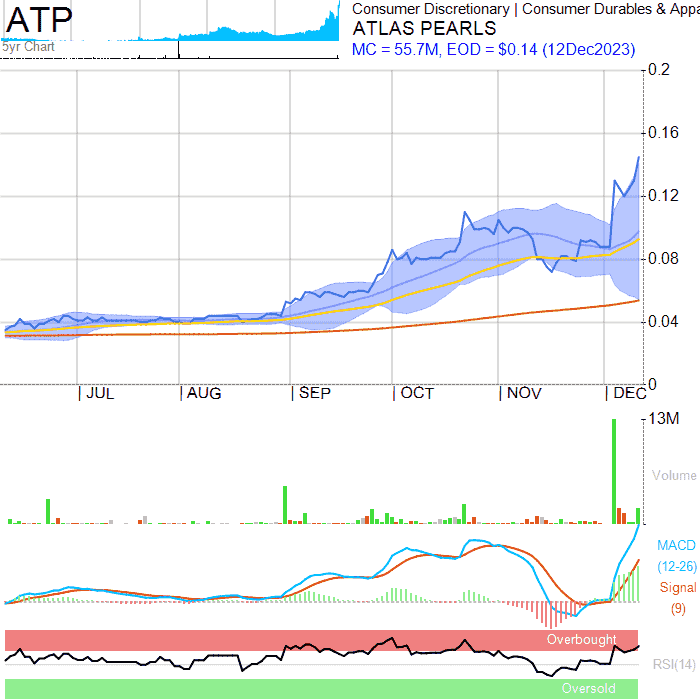 ATP
5yr Chart
Consumer Discretionary | Consumer Durables & Appa
ATLAS PEARLS
MC = 55.7M, EOD = $0.14 (12Dec2023)
0.2
0.16
0.12
0.08
0.04
0
| JUL | AUG | SEP | OCT | NOV | DEC
13M
Volume
MACD
(12-26)
Signal
(9)
Overbought
RSI(14)
Oversold